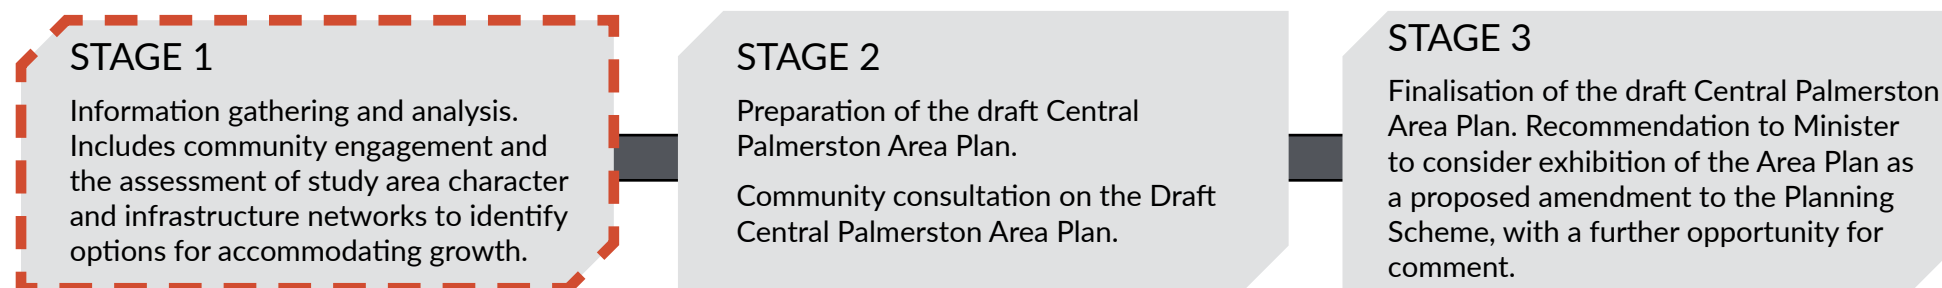 STAGE 1
Information gathering and analysis.
Includes community engagement and
the assessment of study area character
and infrastructure networks to identify
options for accommodating growth.
STAGE 2
Preparation of the draft Central
Palmerston Area Plan.
Community consultation on the Draft
Central Palmerston Area Plan.
STAGE 3
Finalisation of the draft Central Palmerston
Area Plan. Recommendation to Minister
to consider exhibition of the Area Plan as
a proposed amendment to the Planning
Scheme, with a further opportunity for
comment.